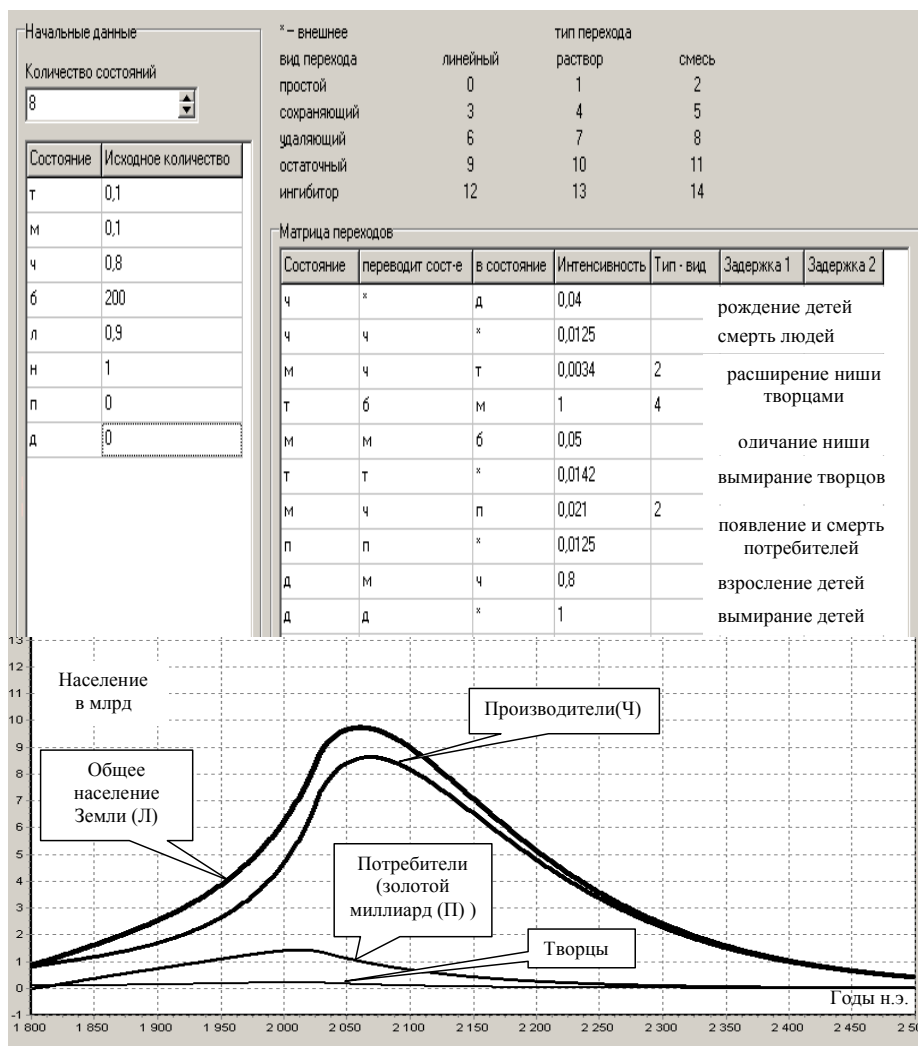 Начальные данные
Количество состояний
8
Состояние Исходное количество
т 0,1
м 0,1
ч 0,8
б 200
л 0,9
н 1
п 0
д 0
× – внешнее тип перехода
вид перехода линейный раствор смесь
простой 0 1 2
сохраняющий 3 4 5
удаляющий 6 7 8
остаточный 9 10 11
ингибитор 12 13 14
Матрица переходов
Состояние переводит сост-е в состояние Интенсивность Тип - вид Задержка 1 Задержка 2
ч × д 0,04 рождение детей
ч ч × 0,0125 смерть людей
м ч т 0,0034 2 расширение ниши
творцами
т б м 1 4
м м б 0,05 одичание ниши
т т × 0,0142 вымирание творцов
м ч п 0,021 2 появление и смерть
потребителей
п п × 0,0125
д м ч 0,8 взросление детей
д д × 1 вымирание детей
13
12
11
10
9
8
7
6
5
4
3
2
1
0
-1
Население
в млрд
Производители(Ч)
Общее
население
Земли (Л)
Потребители
(золотой
миллиард (П) )
Творцы
Годы н.э.
1 800 1 850 1 900 1 950 2 000 2 050 2 100 2 150 2 200 2 250 2 300 2 350 2 400 2 450 2 50